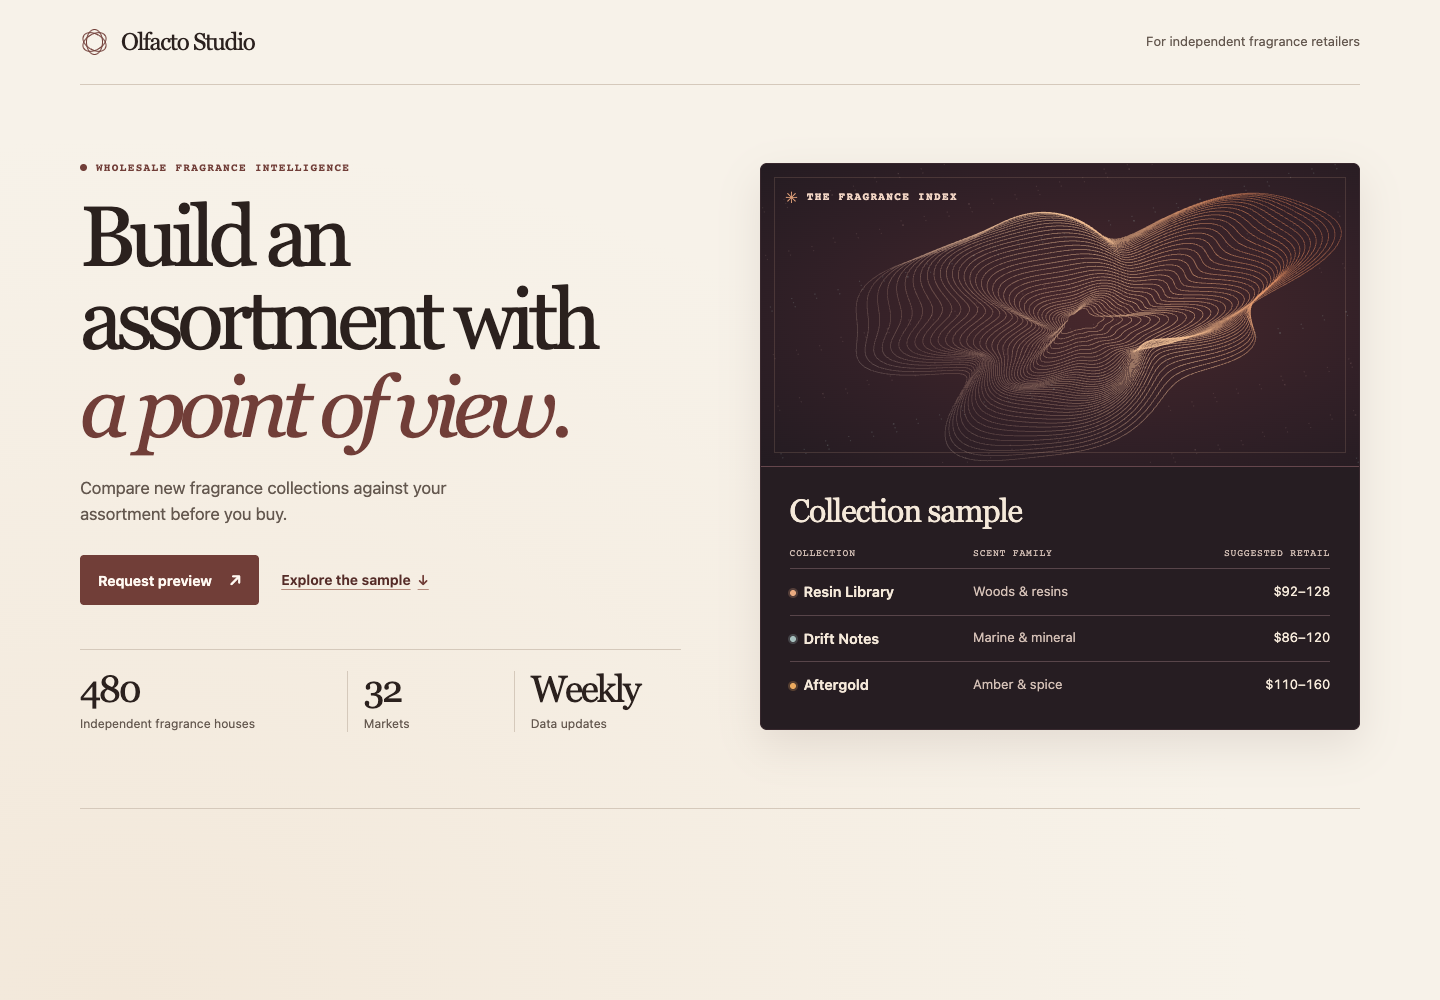 Olfacto Studio
For independent fragrance retailers
WHOLESALE FRAGRANCE INTELLIGENCE
Build an
assortment with
a point of view.
Compare new fragrance collections against your
assortment before you buy.
Request preview ↗
Explore the sample ↓
480
Independent fragrance houses
32
Markets
Weekly
Data updates
THE FRAGRANCE INDEX
Collection sample
COLLECTION SCENT FAMILY SUGGESTED RETAIL
Resin Library Woods & resins $92–128
Drift Notes Marine & mineral $86–120
Aftergold Amber & spice $110–160